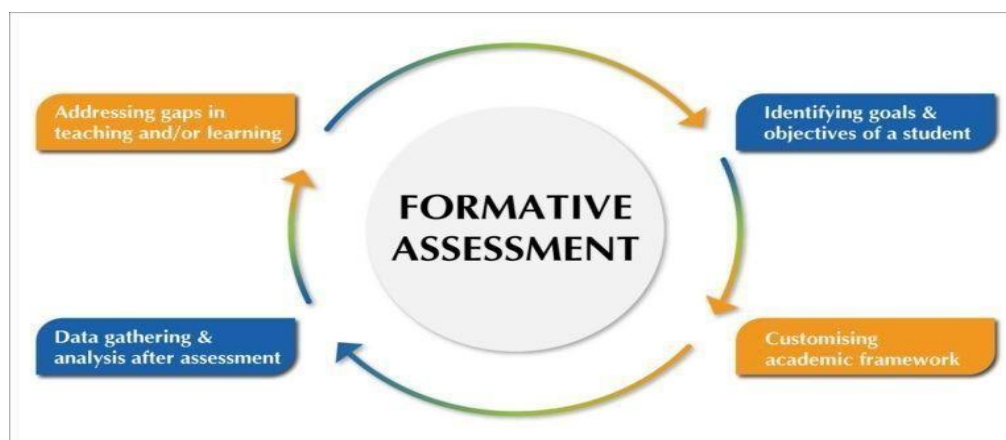 Addressing gaps in
teaching and/or learning
Identifying goals &
objectives of a student
FORMATIVE
ASSESSMENT
Data gathering &
analysis after assessment
Customising
academic framework